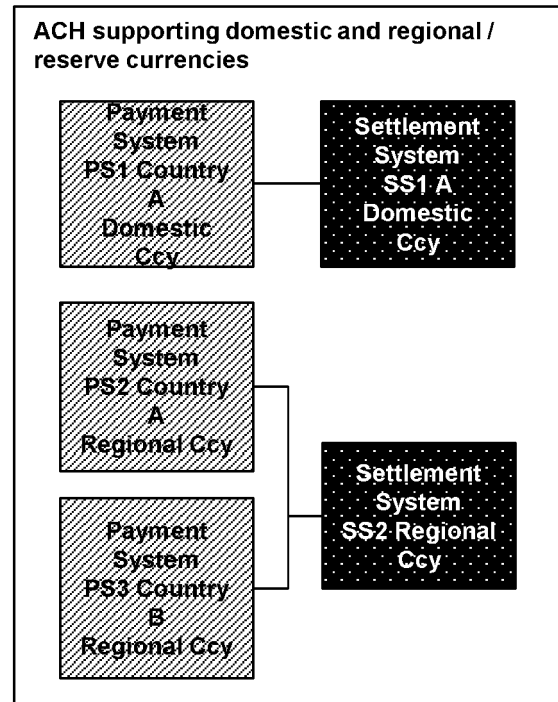 ACH supporting domestic and regional /
reserve currencies
Payment
System
PS1 Country
A
Domestic
Ccy
Settlement
System
SS1 A
Domestic
Ccy
Payment
System
PS2 Country
A
Regional Ccy
Settlement
System
SS2 Regional
Ccy
Payment
System
PS3 Country
B
Regional Ccy